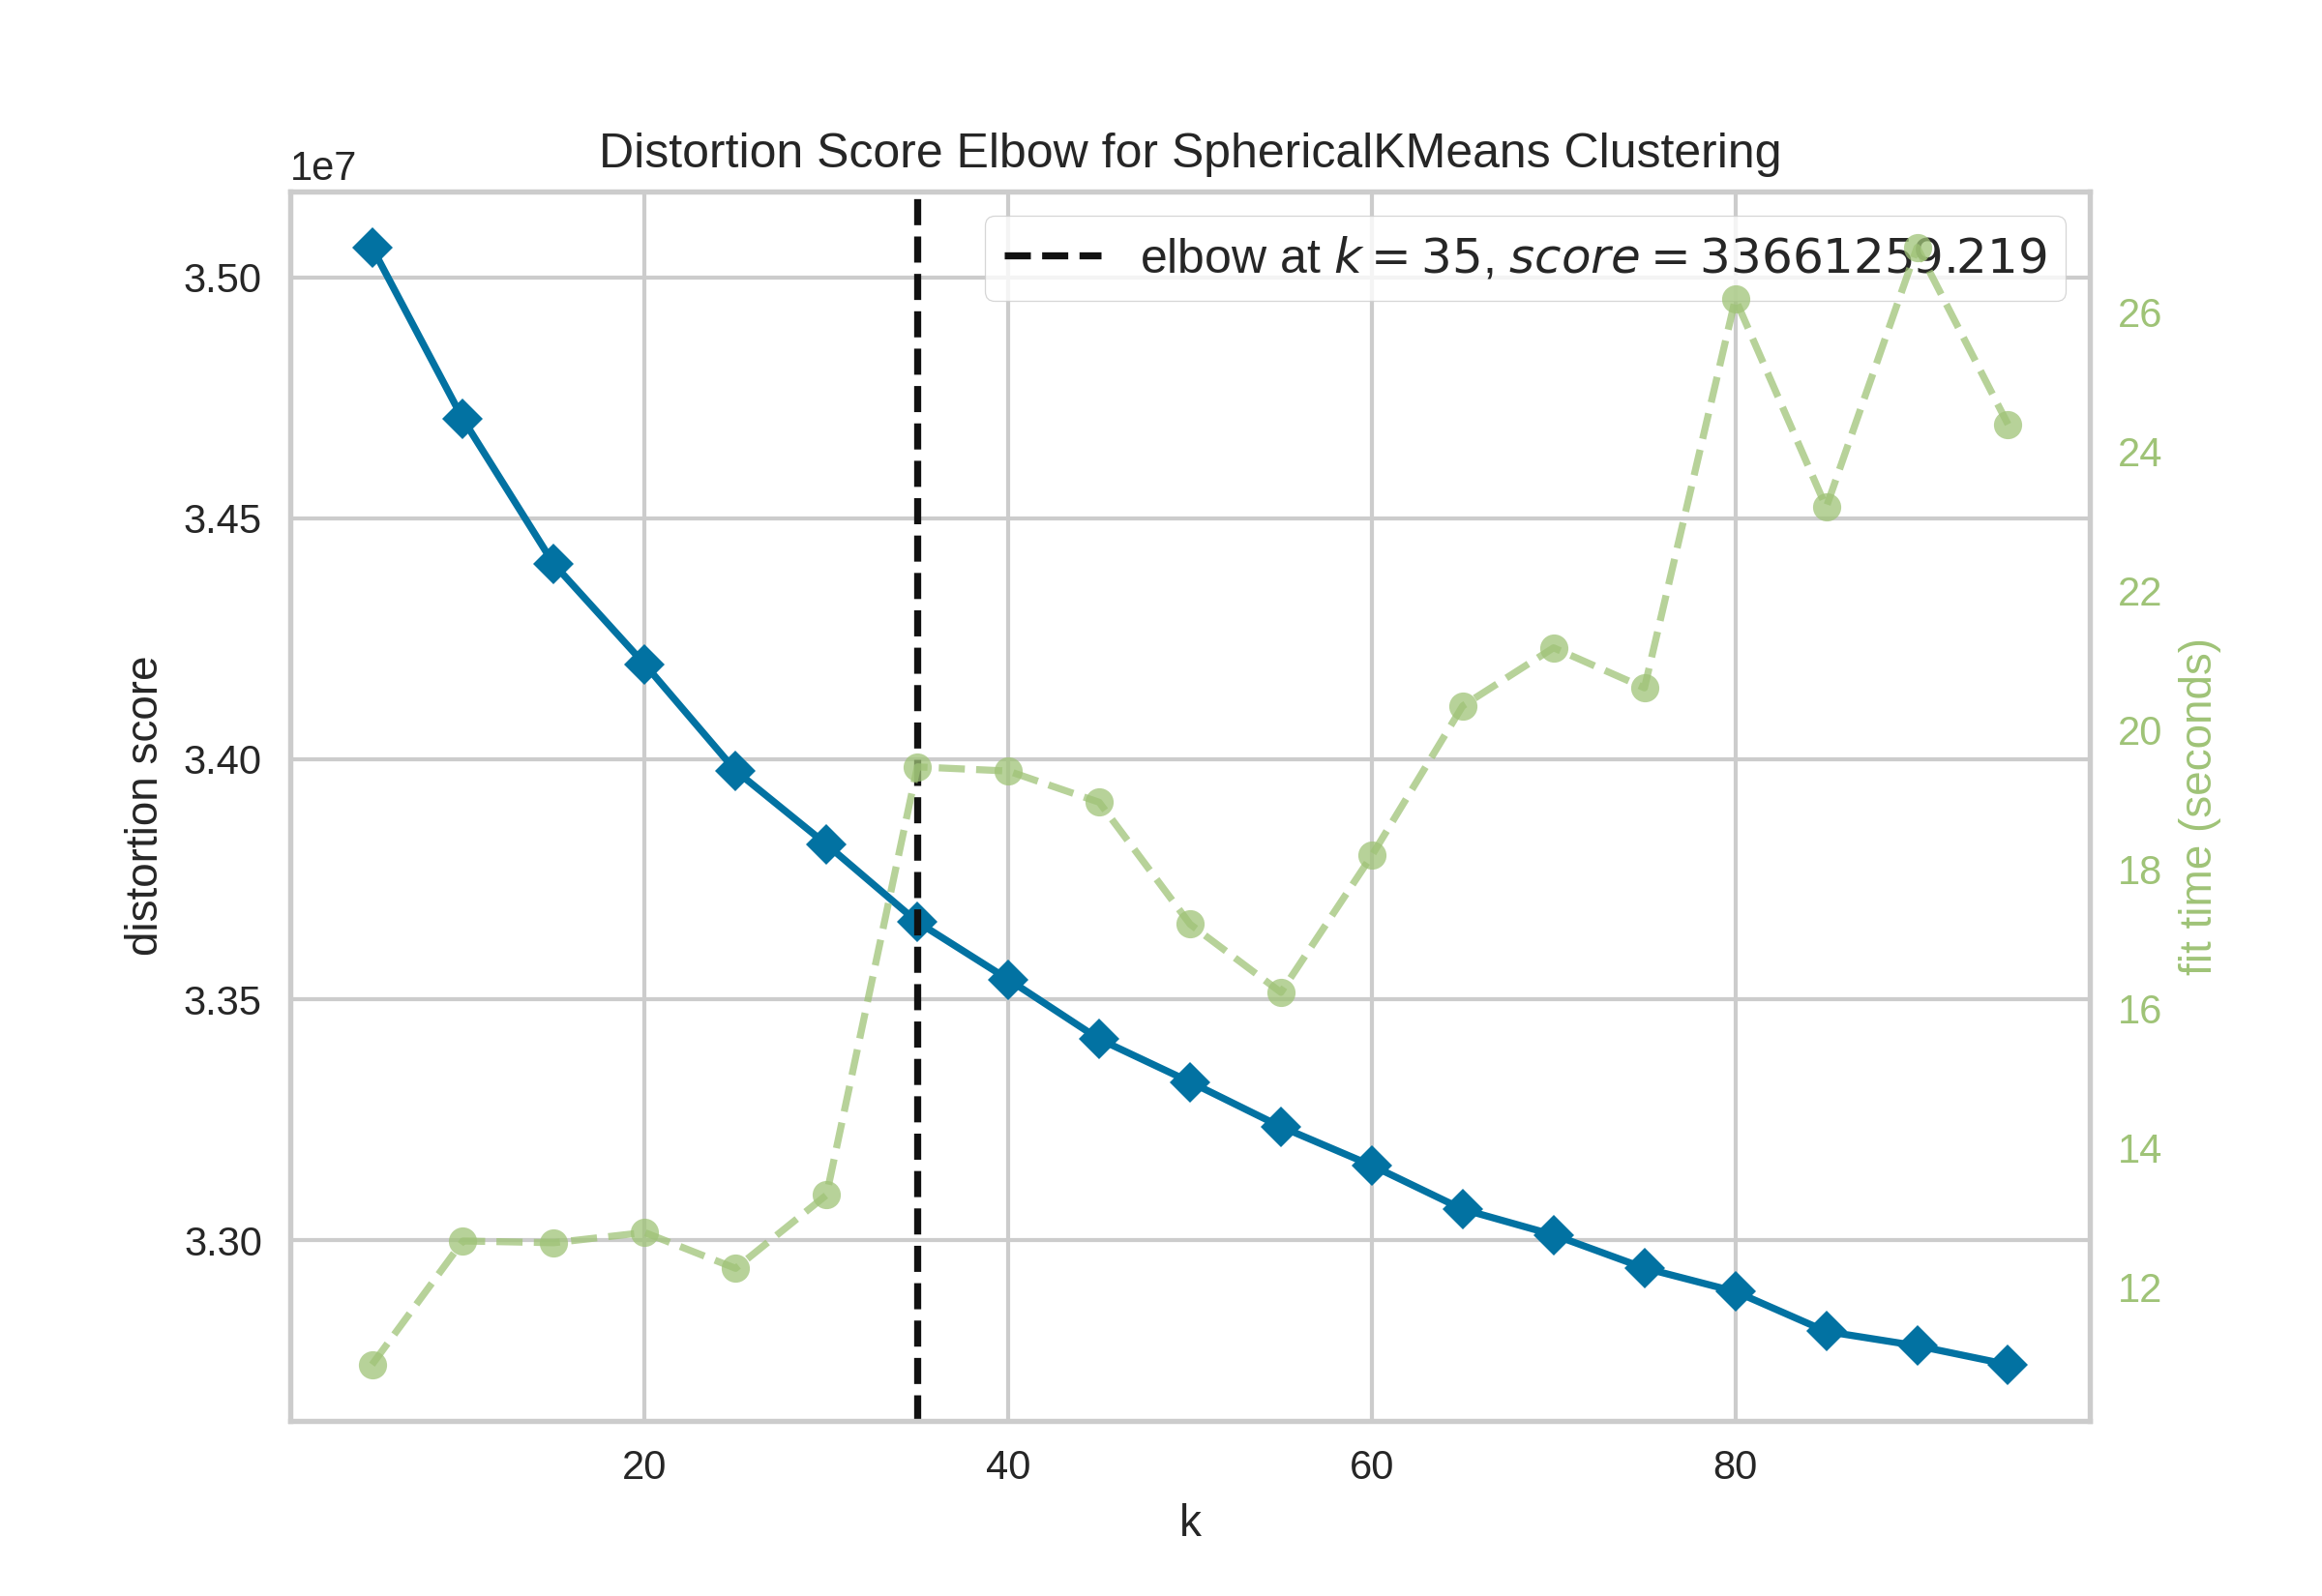 Distortion Score Elbow for SphericalKMeans Clustering
1e7
elbow at k = 35, score = 33661259.219
3.50
3.45
3.40
3.35
3.30
distortion score
26
24
22
20
18
16
14
12
fit time (seconds)
20 40 60 80
k